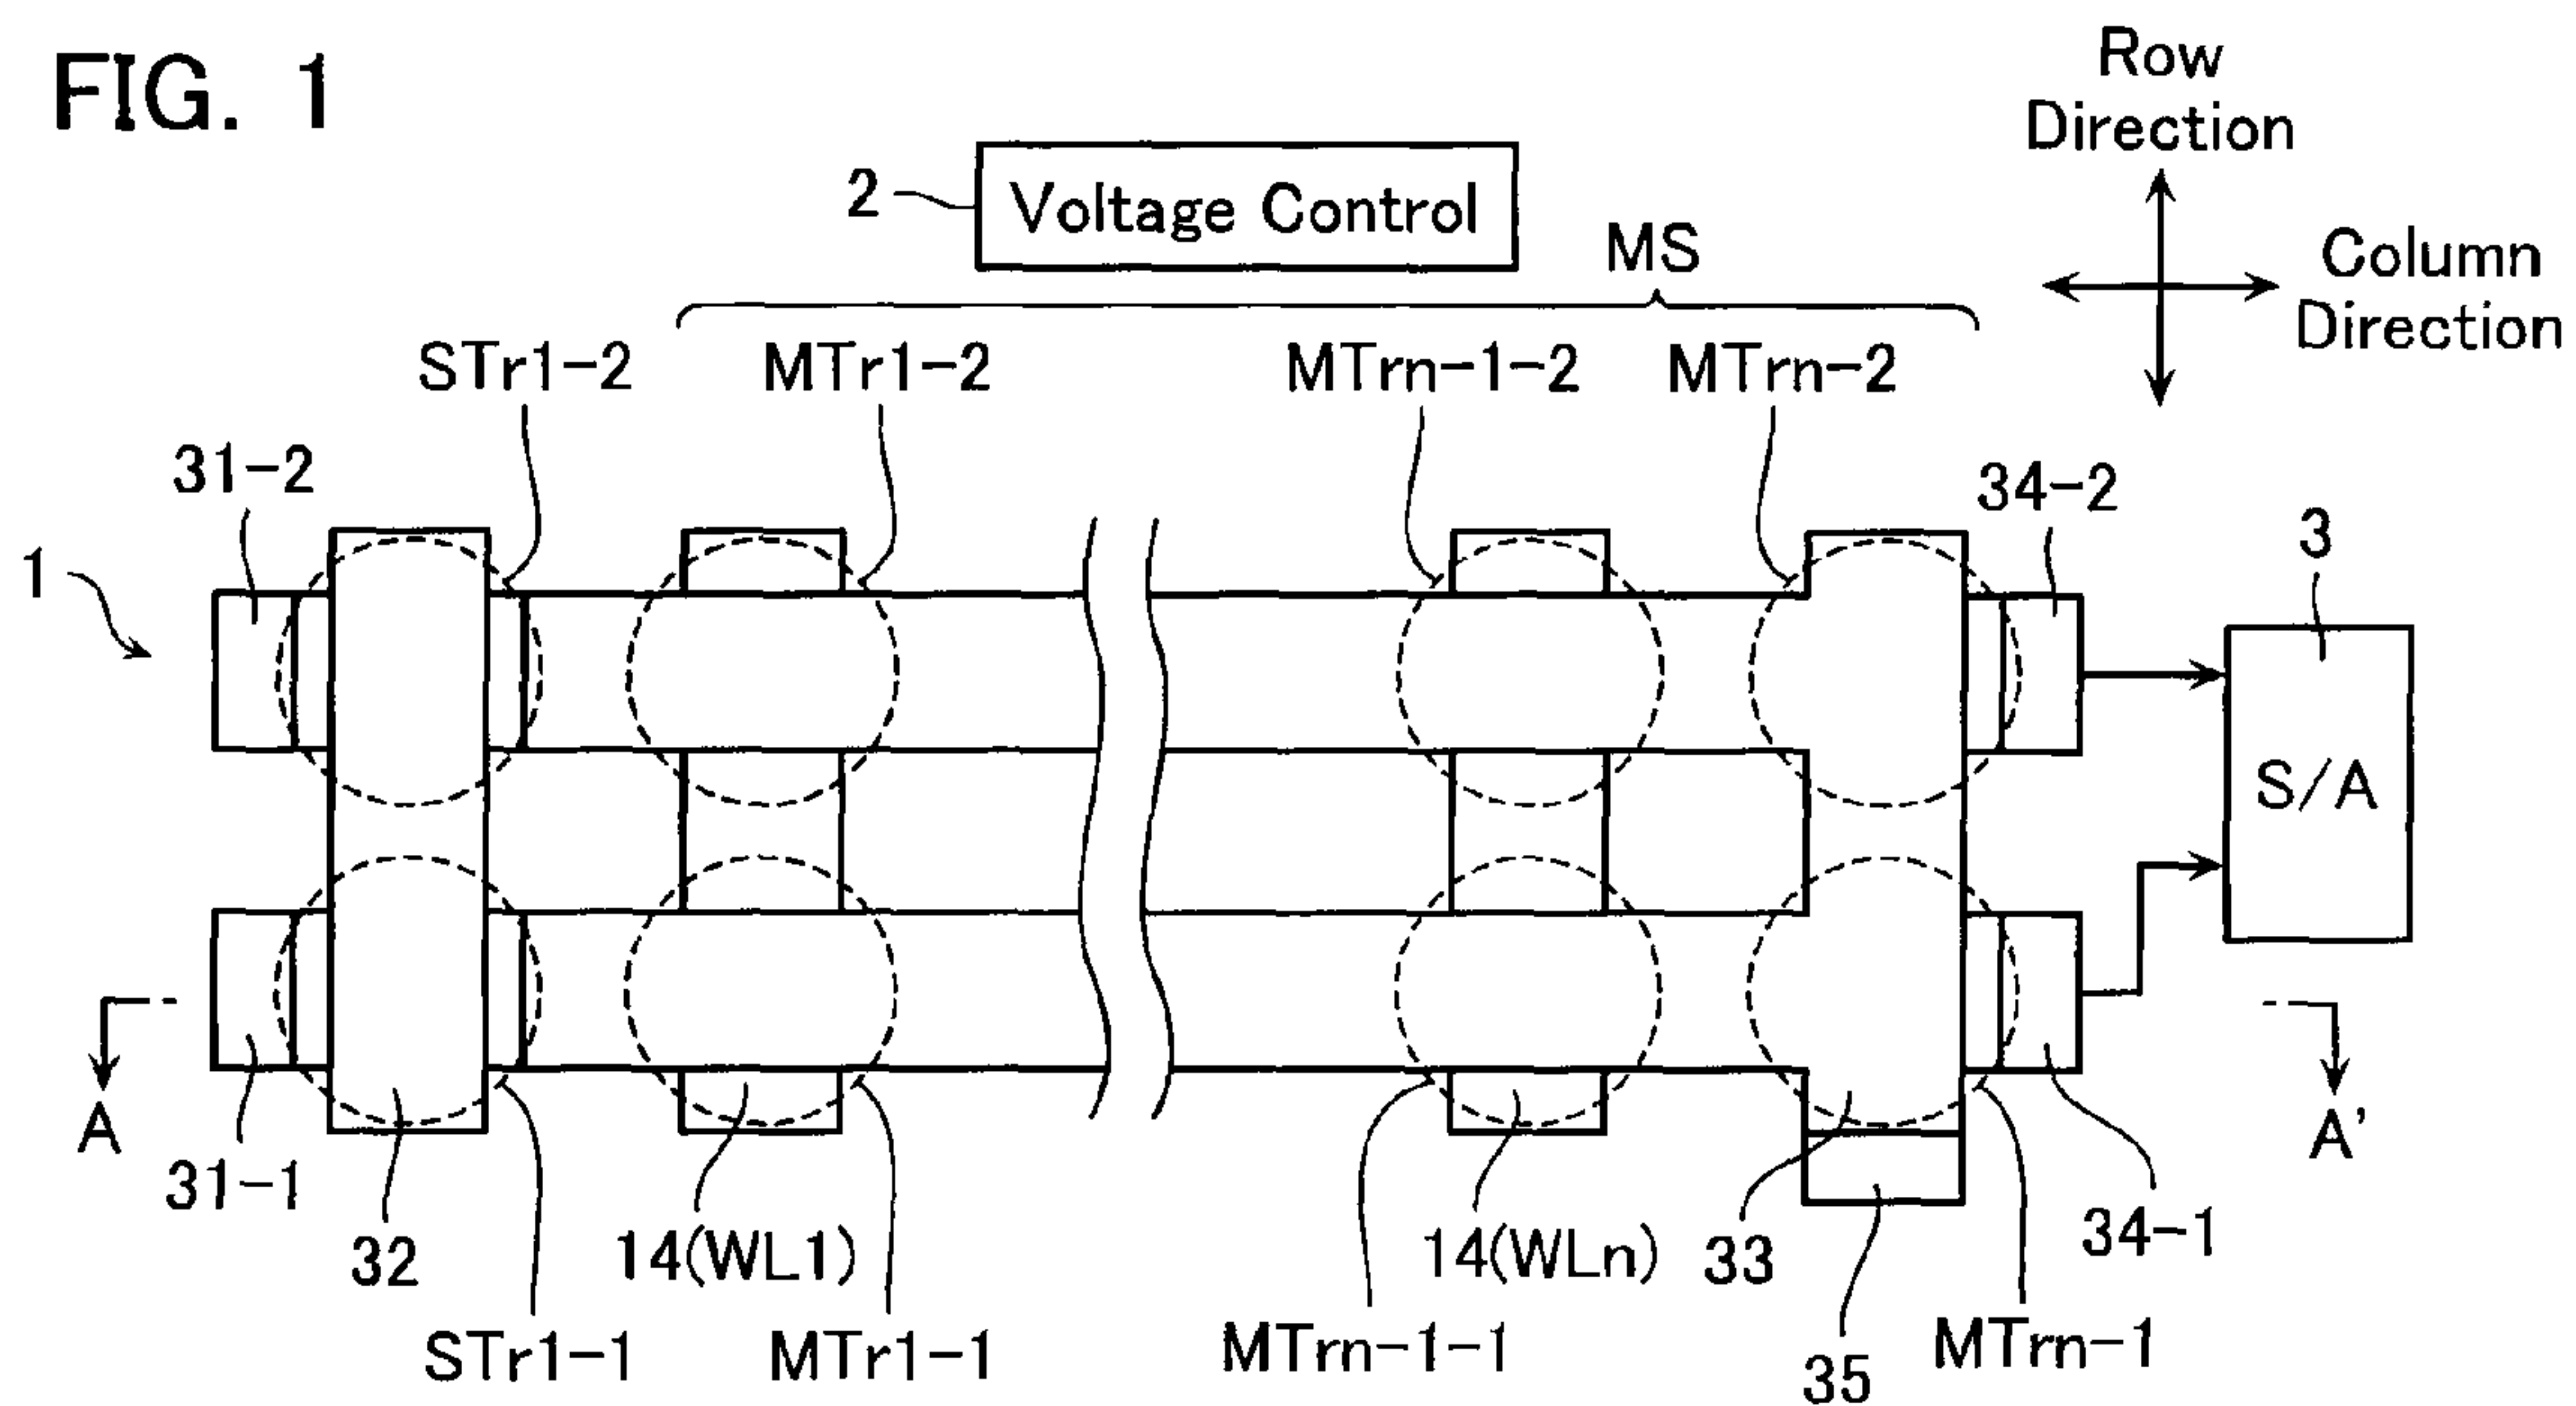 FIG. 1
Row
Direction
2
Voltage Control
MS
Column
Direction
STr1-2
MTr1-2
MTrn-1-2
MTrn-2
31-2
34-2
1
3
S/A
A
A'
31-1
32
14(WL1)
14(WLn)
33
34-1
STr1-1
MTr1-1
MTrn-1-1
35
MTrn-1